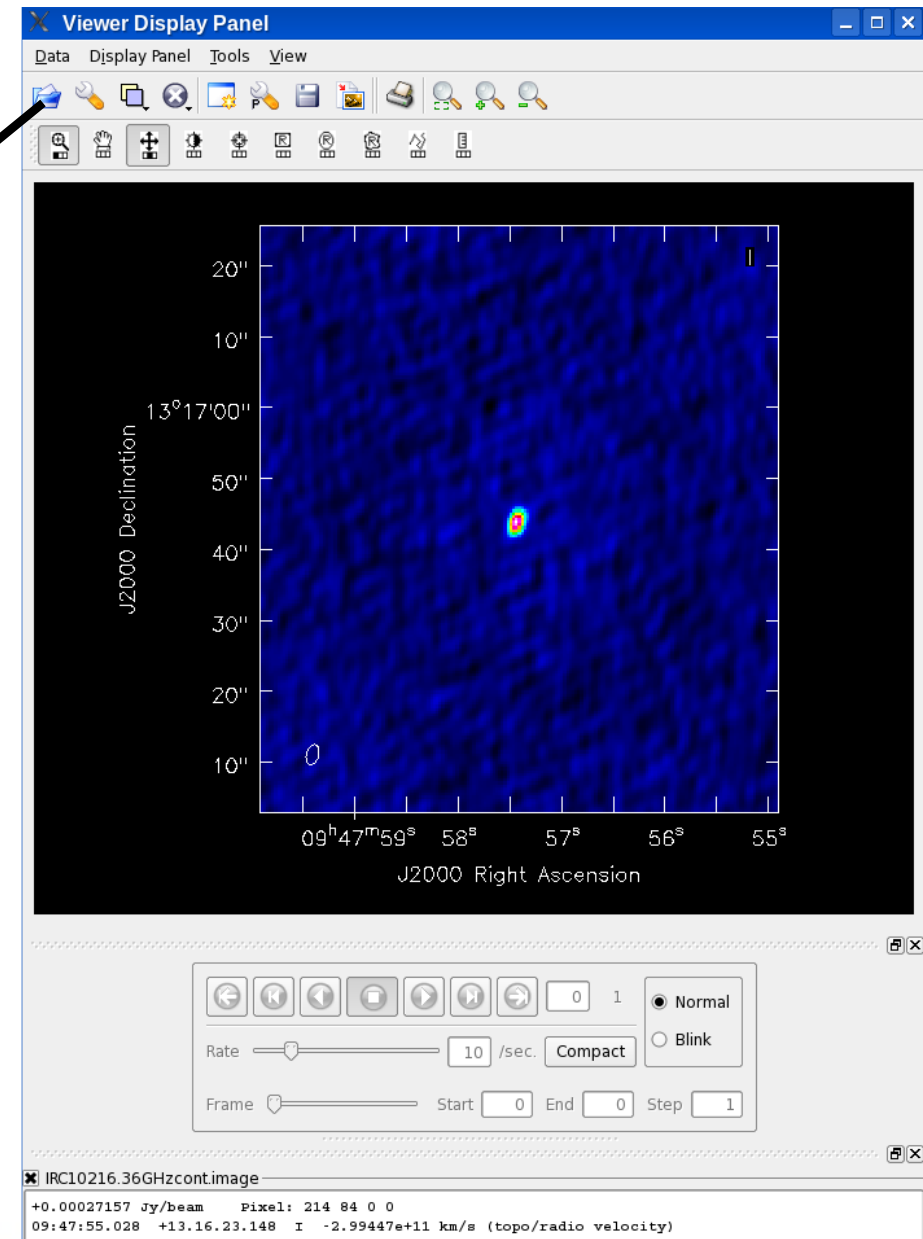 Viewer Display Panel
Data Display Panel Tools View
P
R R R
I
20"
10"
13°17'00"
50"
40"
30"
20"
10"
J2000 Declination
09ʰ47ᵐ59ˢ 58ˢ 57ˢ 56ˢ 55ˢ
J2000 Right Ascension
0 1 Normal
Blink
Rate 10 /sec. Compact
Frame Start 0 End 0 Step 1
IRC10216.36GHzcont.image
+0.00027157 Jy/beam Pixel: 214 84 0 0
09:47:55.028 +13.16.23.148 I -2.99447e+11 km/s (topo/radio velocity)